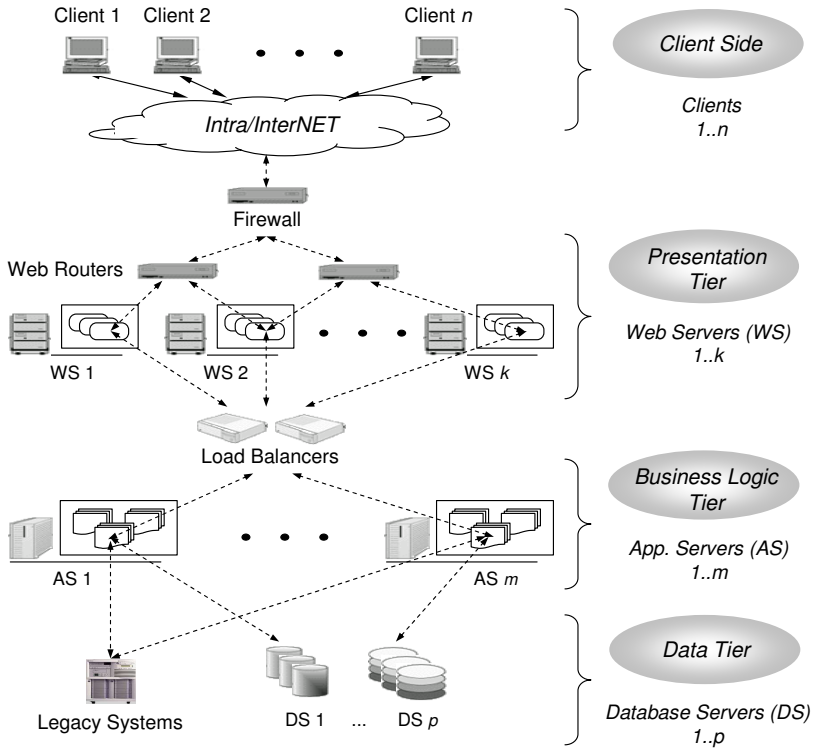 Client 1
Client 2
Client n
Client Side
Clients
1..n
Intra/InterNET
Firewall
Web Routers
Presentation
Tier
Web Servers (WS)
1..k
WS 1
WS 2
WS k
Load Balancers
Business Logic
Tier
App. Servers (AS)
1..m
AS 1
AS m
Data Tier
Legacy Systems
DS 1
...
DS p
Database Servers (DS)
1..p